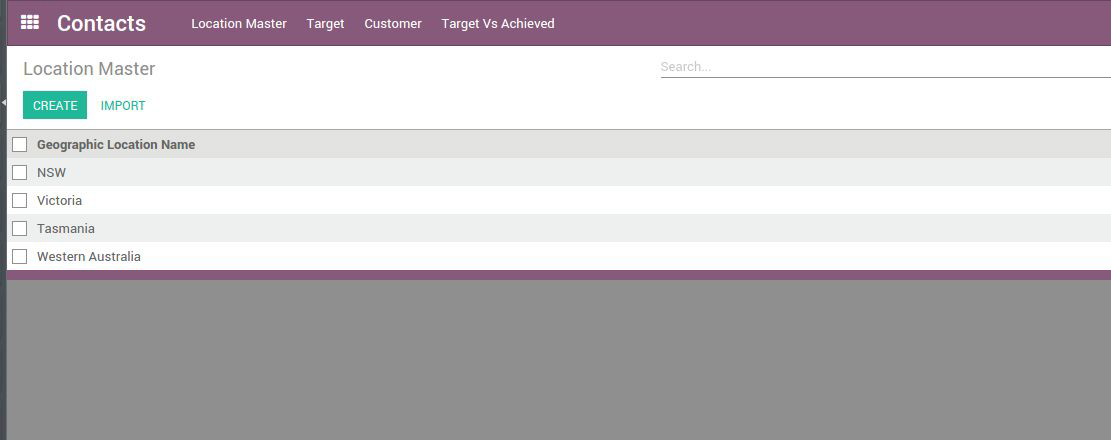 Contacts Location Master Target Customer Target Vs Achieved
Location Master Search...
CREATE IMPORT
Geographic Location Name
NSW
Victoria
Tasmania
Western Australia